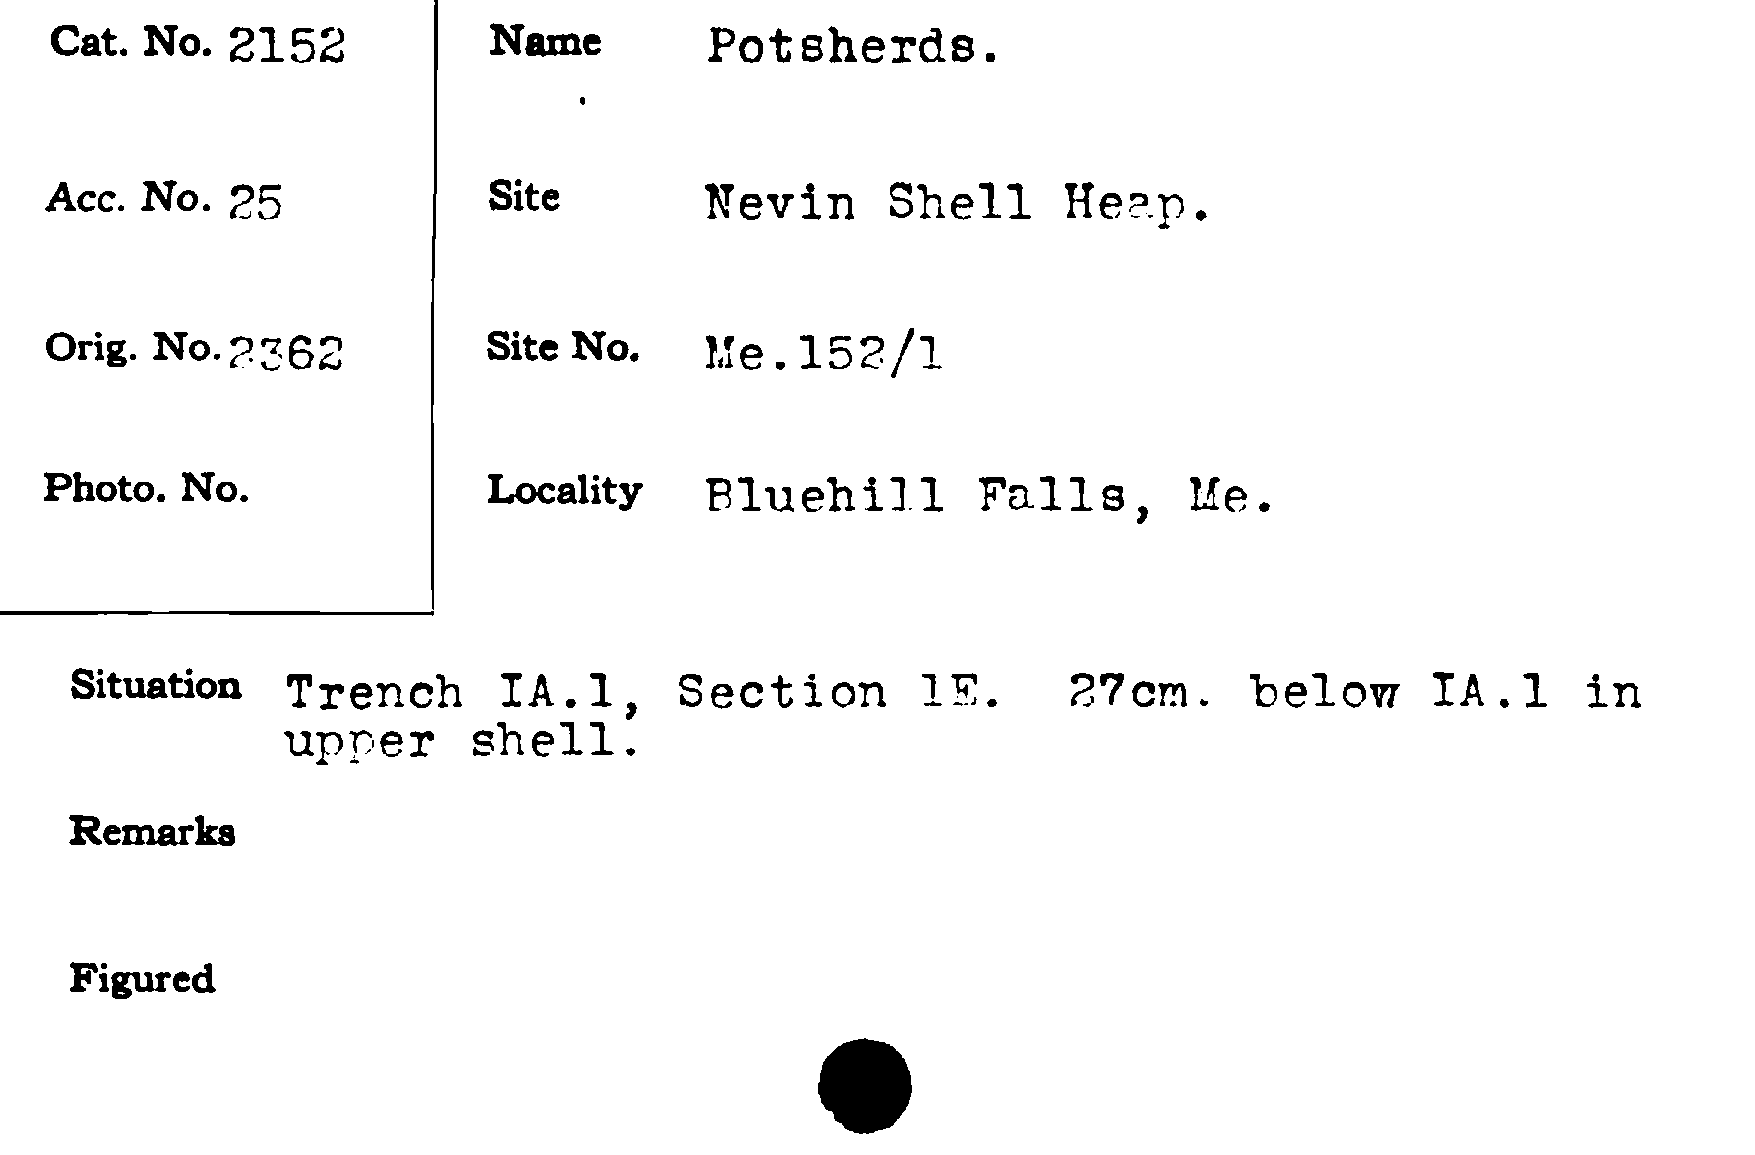 Cat. No. 2152
Name Potsherds.
Acc. No. 25
Site Nevin Shell Heap.
Orig. No. 2362
Site No. Me.152/1
Photo. No.
Locality Bluehill Falls, Me.
Situation Trench IA.1, Section 1E. 27cm. below IA.1 in
upper shell.
Remarks
Figured